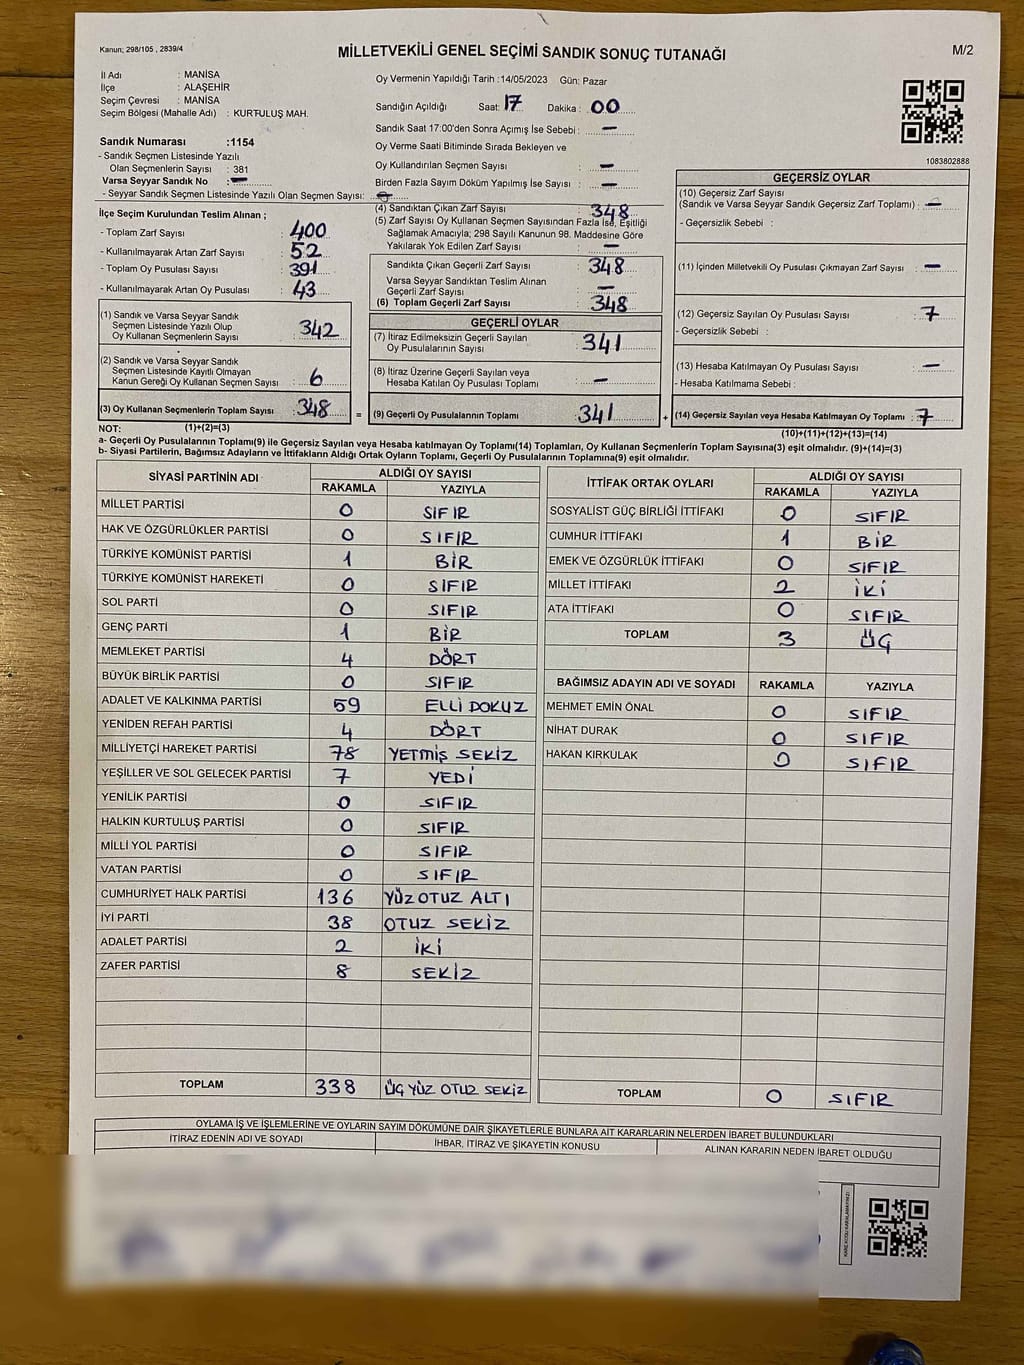 Kanun; 298/105 , 2839/4
MİLLETVEKİLİ GENEL SEÇİMİ SANDIK SONUÇ TUTANAĞI
M/2
İl Adı : MANİSA
İlçe : ALAŞEHİR
Seçim Çevresi : MANİSA
Seçim Bölgesi (Mahalle Adı) : KURTULUŞ MAH.
Sandık Numarası :1154
- Sandık Seçmen Listesinde Yazılı
Olan Seçmenlerin Sayısı : 381
Varsa Seyyar Sandık No : –
- Seyyar Sandık Seçmen Listesinde Yazılı Olan Seçmen Sayısı:
Oy Vermenin Yapıldığı Tarih :14/05/2023 Gün: Pazar
Sandığın Açıldığı Saat: 17 Dakika : 00
Sandık Saat 17:00'den Sonra Açımış İse Sebebi : –
Oy Verme Saati Bitiminde Sırada Bekleyen ve
Oy Kullandırılan Seçmen Sayısı : –
Birden Fazla Sayım Döküm Yapılmış İse Sayısı : –
1083802888
İlçe Seçim Kurulundan Teslim Alınan ;
- Toplam Zarf Sayısı : 400
- Kullanılmayarak Artan Zarf Sayısı : 52
- Toplam Oy Pusulası Sayısı : 391
- Kullanılmayarak Artan Oy Pusulası : 43
(1) Sandık ve Varsa Seyyar Sandık
Seçmen Listesinde Yazılı Olup
Oy Kullanan Seçmenlerin Sayısı : 342
(2) Sandık ve Varsa Seyyar Sandık
Seçmen Listesinde Kayıtlı Olmayan
Kanun Gereği Oy Kullanan Seçmen Sayısı : 6
(3) Oy Kullanan Seçmenlerin Toplam Sayısı : 348
(4) Sandıktan Çıkan Zarf Sayısı : 348
(5) Zarf Sayısı Oy Kullanan Seçmen Sayısından Fazla İse, Eşitliği
Sağlamak Amacıyla; 298 Sayılı Kanunun 98. Maddesine Göre
Yakılarak Yok Edilen Zarf Sayısı : –
Sandıkta Çıkan Geçerli Zarf Sayısı : 348
Varsa Seyyar Sandıktan Teslim Alınan
Geçerli Zarf Sayısı : –
(6) Toplam Geçerli Zarf Sayısı : 348
GEÇERLİ OYLAR
(7) İtiraz Edilmeksizin Geçerli Sayılan
Oy Pusulalarının Sayısı : 341
(8) İtiraz Üzerine Geçerli Sayılan veya
Hesaba Katılan Oy Pusulası Toplamı : –
= (9) Geçerli Oy Pusulalarının Toplamı : 341
GEÇERSİZ OYLAR
(10) Geçersiz Zarf Sayısı
(Sandık ve Varsa Seyyar Sandık Geçersiz Zarf Toplamı) : –
- Geçersizlik Sebebi :
(11) İçinden Milletvekili Oy Pusulası Çıkmayan Zarf Sayısı : –
(12) Geçersiz Sayılan Oy Pusulası Sayısı : 7
- Geçersizlik Sebebi :
(13) Hesaba Katılmayan Oy Pusulası Sayısı : –
- Hesaba Katılmama Sebebi :
+ (14) Geçersiz Sayılan veya Hesaba Katılmayan Oy Toplamı : 7
NOT: (1)+(2)=(3)
(10)+(11)+(12)+(13)=(14)
a- Geçerli Oy Pusulalarının Toplamı(9) ile Geçersiz Sayılan veya Hesaba katılmayan Oy Toplamı(14) Toplamları, Oy Kullanan Seçmenlerin Toplam Sayısına(3) eşit olmalıdır. (9)+(14)=(3)
b- Siyasi Partilerin, Bağımsız Adayların ve İttifakların Aldığı Ortak Oyların Toplamı, Geçerli Oy Pusulalarının Toplamına(9) eşit olmalıdır.
SİYASİ PARTİNİN ADI ALDIĞI OY SAYISI
RAKAMLA YAZIYLA
MİLLET PARTİSİ 0 SIFIR
HAK VE ÖZGÜRLÜKLER PARTİSİ 0 SIFIR
TÜRKİYE KOMÜNİST PARTİSİ 1 BİR
TÜRKİYE KOMÜNİST HAREKETİ 0 SIFIR
SOL PARTİ 0 SIFIR
GENÇ PARTİ 1 BİR
MEMLEKET PARTİSİ 4 DÖRT
BÜYÜK BİRLİK PARTİSİ 0 SIFIR
ADALET VE KALKINMA PARTİSİ 59 ELLİ DOKUZ
YENİDEN REFAH PARTİSİ 4 DÖRT
MİLLİYETÇİ HAREKET PARTİSİ 78 YETMİŞ SEKİZ
YEŞİLLER VE SOL GELECEK PARTİSİ 7 YEDİ
YENİLİK PARTİSİ 0 SIFIR
HALKIN KURTULUŞ PARTİSİ 0 SIFIR
MİLLİ YOL PARTİSİ 0 SIFIR
VATAN PARTİSİ 0 SIFIR
CUMHURİYET HALK PARTİSİ 136 YÜZ OTUZ ALTI
İYİ PARTİ 38 OTUZ SEKİZ
ADALET PARTİSİ 2 İKİ
ZAFER PARTİSİ 8 SEKİZ
TOPLAM 338 ÜÇ YÜZ OTUZ SEKİZ
İTTİFAK ORTAK OYLARI ALDIĞI OY SAYISI
RAKAMLA YAZIYLA
SOSYALİST GÜÇ BİRLİĞİ İTTİFAKI 0 SIFIR
CUMHUR İTTİFAKI 1 BİR
EMEK VE ÖZGÜRLÜK İTTİFAKI 0 SIFIR
MİLLET İTTİFAKI 2 İKİ
ATA İTTİFAKI 0 SIFIR
TOPLAM 3 ÜÇ
BAĞIMSIZ ADAYIN ADI VE SOYADI RAKAMLA YAZIYLA
MEHMET EMİN ÖNAL 0 SIFIR
NİHAT DURAK 0 SIFIR
HAKAN KIRKULAK 0 SIFIR
TOPLAM 0 SIFIR
OYLAMA İŞ VE İŞLEMLERİNE VE OYLARIN SAYIM DÖKÜMÜNE DAİR ŞİKAYETLERLE BUNLARA AİT KARARLARIN NELERDEN İBARET BULUNDUKLARI
İTİRAZ EDENİN ADI VE SOYADI İHBAR, İTİRAZ VE ŞİKAYETİN KONUSU ALINAN KARARIN NEDEN İBARET OLDUĞU